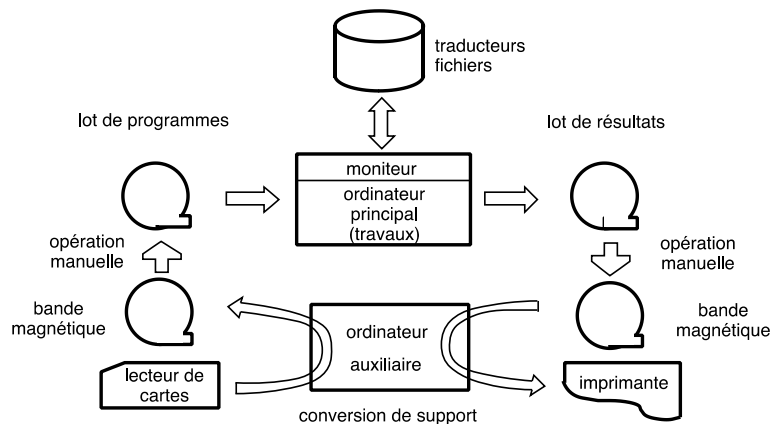 traducteurs
fichiers
lot de programmes
lot de résultats
moniteur
ordinateur
principal
(travaux)
opération
manuelle
opération
manuelle
bande
magnétique
ordinateur
auxiliaire
bande
magnétique
lecteur de
cartes
imprimante
conversion de support